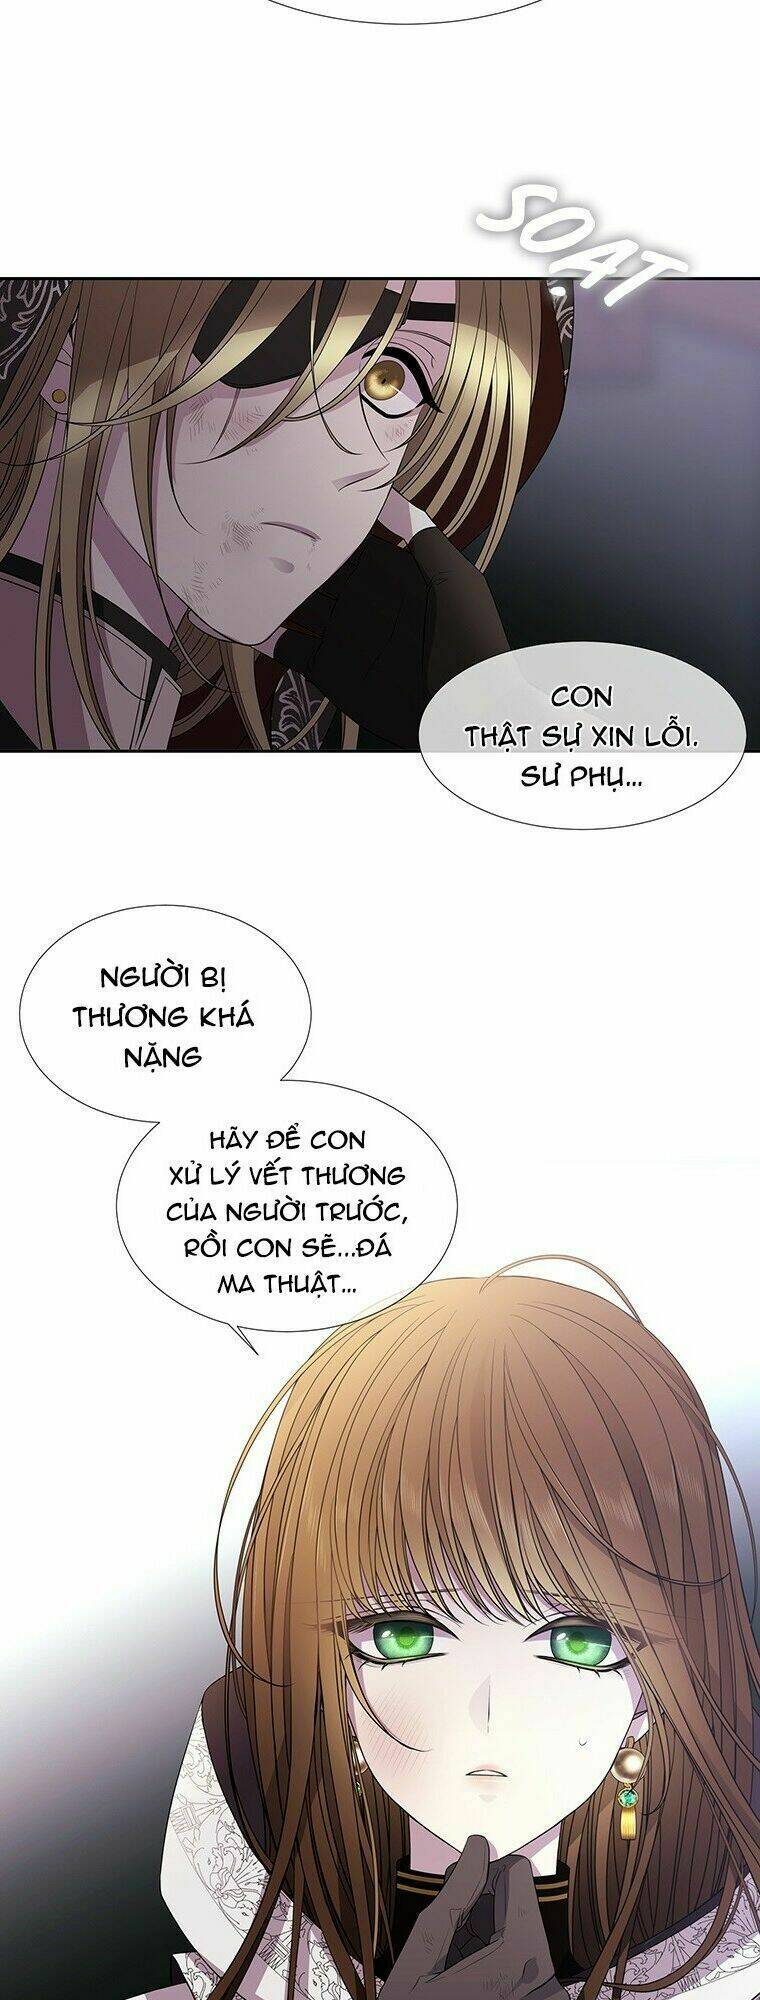 SOAT
CON
THẬT SỰ XIN LỖI.
SƯ PHỤ...
NGƯỜI BỊ
THƯƠNG KHÁ
NẶNG
HÃY ĐỂ CON
XỬ LÝ VẾT THƯƠNG
CỦA NGƯỜI TRƯỚC,
RỒI CON SẼ...ĐÁ
MA THUẬT...